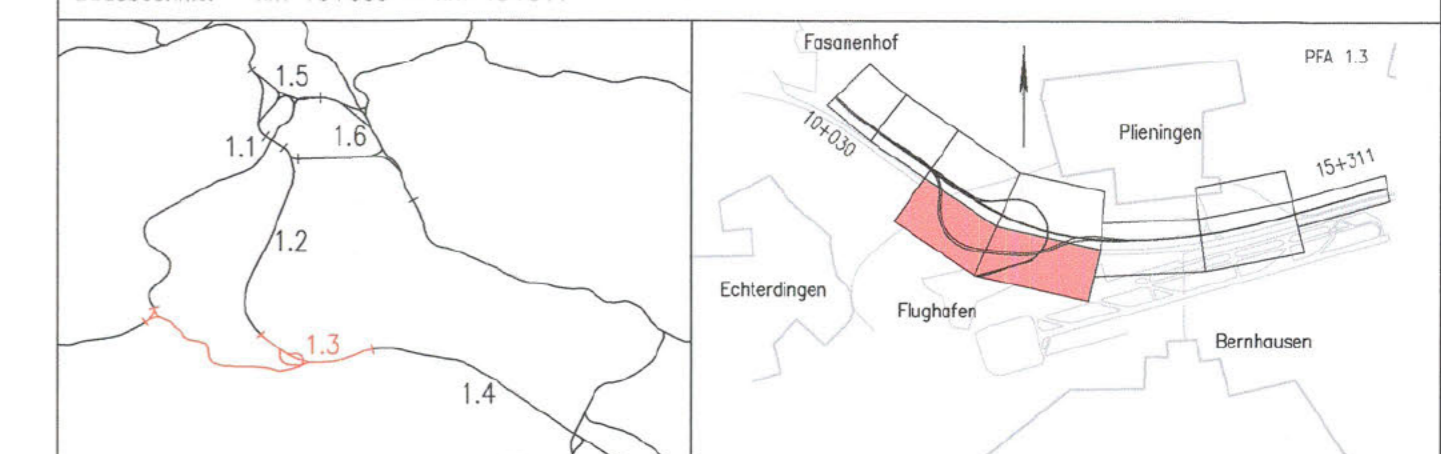 1.5
1.1
1.6
1.2
1.3
1.4
Fasanenhof
PFA 1.3
10+030
Plieningen
15+311
Echterdingen
Flughafen
Bernhausen